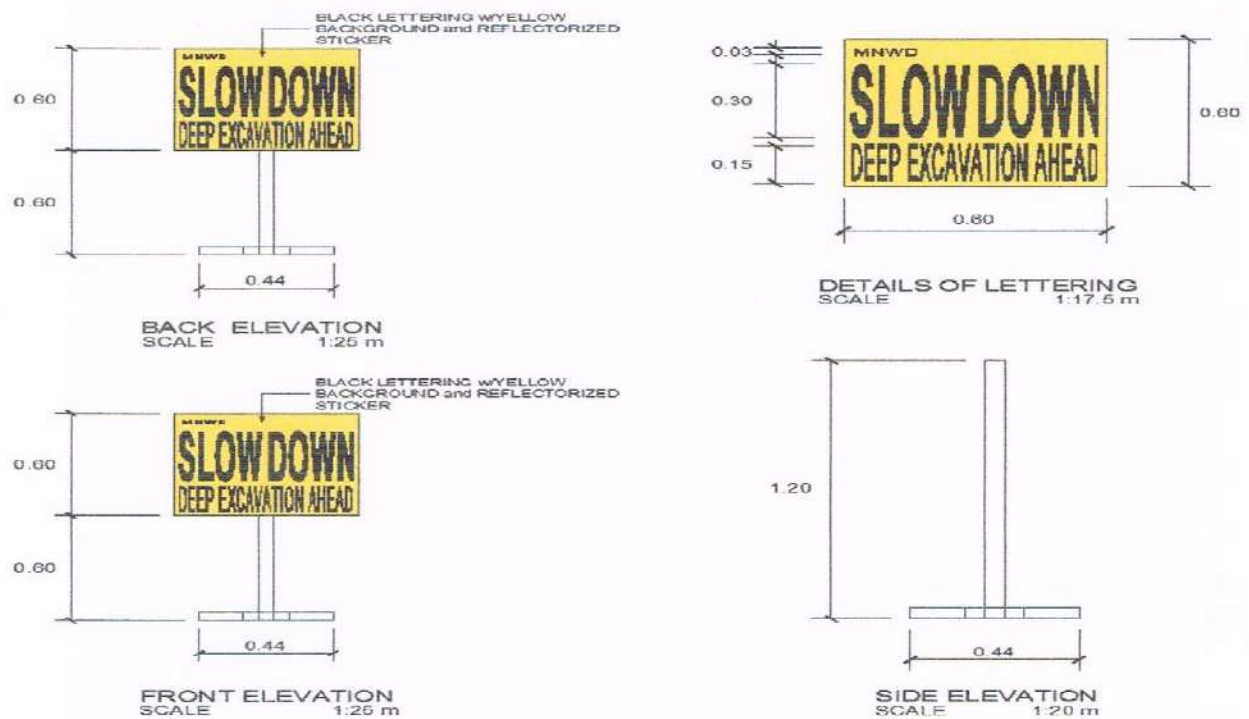 BLACK LETTERING w/YELLOW
BACKGROUND and REFLECTORIZED
STICKER
MNWD
SLOW DOWN
DEEP EXCAVATION AHEAD
0.60
0.60
0.44
BACK ELEVATION
SCALE 1:25 m
0.03
0.30
0.15
MNWD
SLOW DOWN
DEEP EXCAVATION AHEAD
0.60
0.60
DETAILS OF LETTERING
SCALE 1:17.5 m
BLACK LETTERING w/YELLOW
BACKGROUND and REFLECTORIZED
STICKER
MNWD
SLOW DOWN
DEEP EXCAVATION AHEAD
0.60
0.60
0.44
FRONT ELEVATION
SCALE 1:25 m
1.20
0.44
SIDE ELEVATION
SCALE 1:20 m